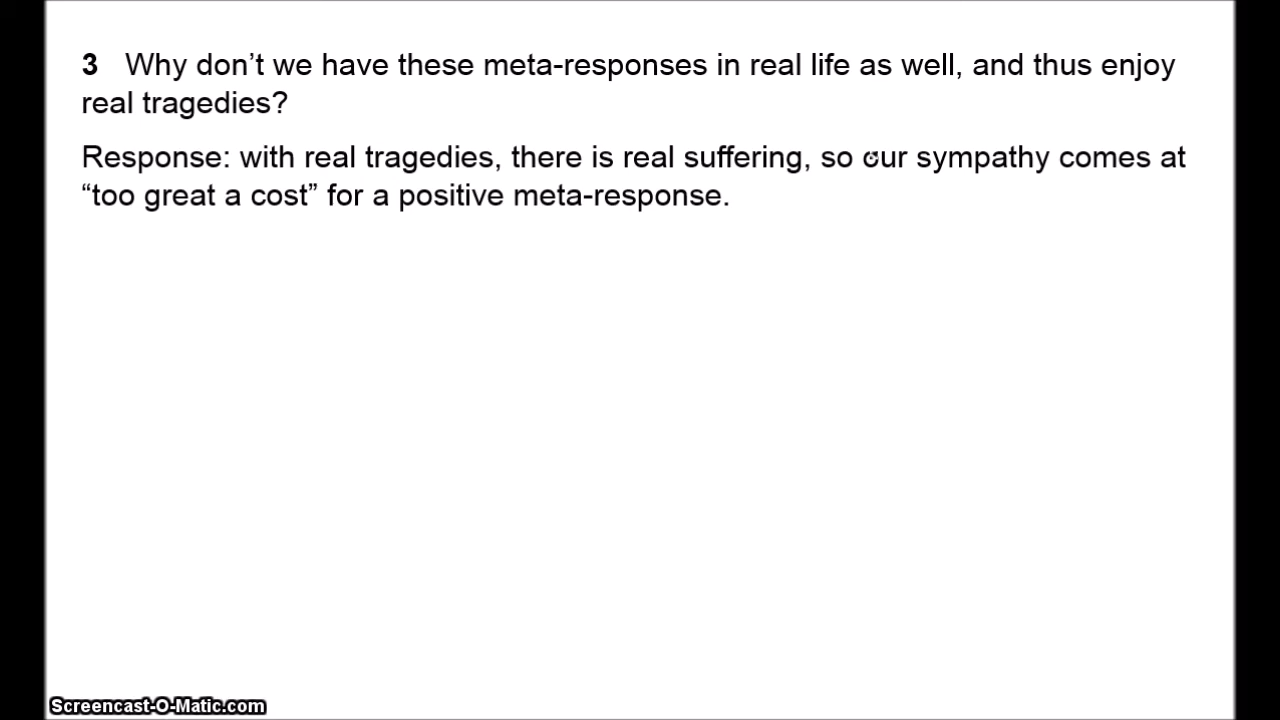 3 Why don’t we have these meta-responses in real life as well, and thus enjoy
real tragedies?
Response: with real tragedies, there is real suffering, so our sympathy comes at
“too great a cost” for a positive meta-response.
Screencast-O-Matic.com